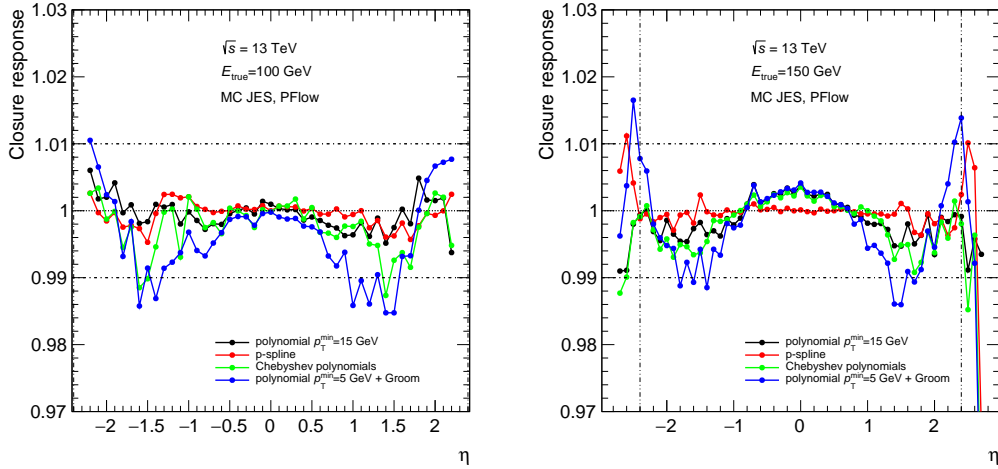 Closure response
1.03
1.02
1.01
1
0.99
0.98
0.97
√s = 13 TeV
E_true=100 GeV
MC JES, PFlow
polynomial p_T^min=15 GeV
p-spline
Chebyshev polynomials
polynomial p_T^min=5 GeV + Groom
−2 −1.5 −1 −0.5 0 0.5 1 1.5 2
η
Closure response
1.03
1.02
1.01
1
0.99
0.98
0.97
√s = 13 TeV
E_true=150 GeV
MC JES, PFlow
polynomial p_T^min=15 GeV
p-spline
Chebyshev polynomials
polynomial p_T^min=5 GeV + Groom
−2 −1 0 1 2
η